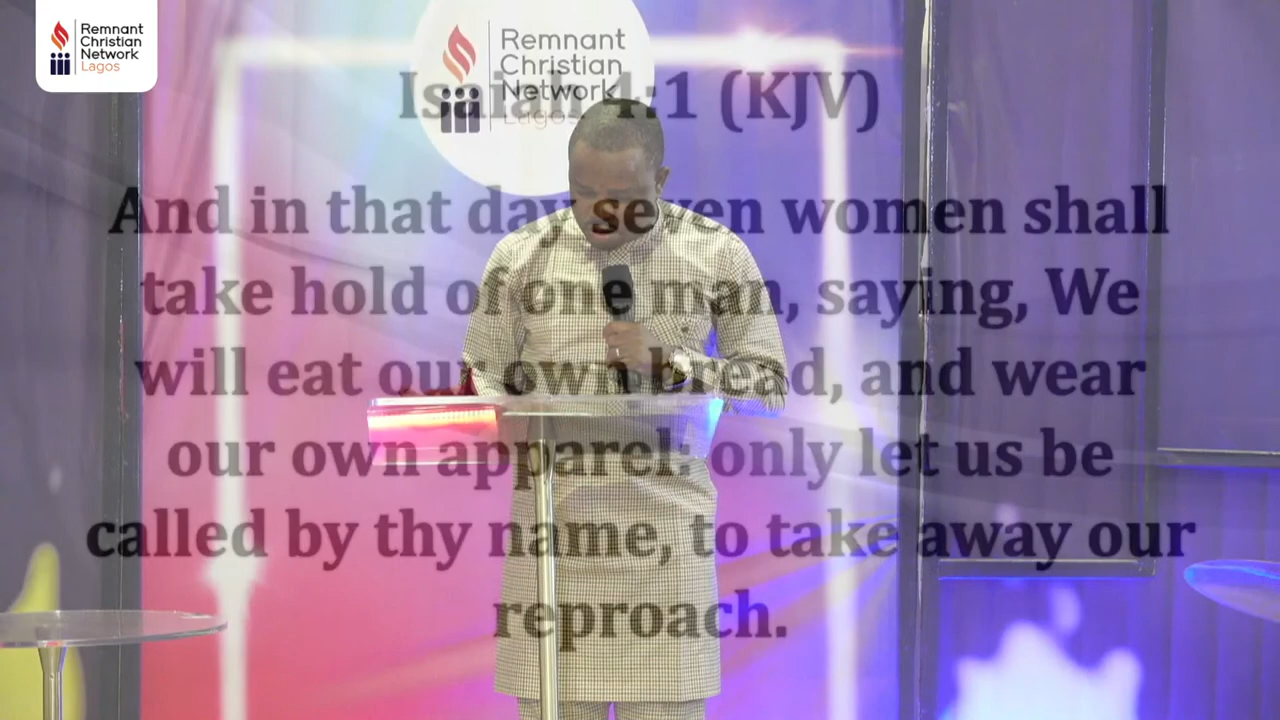 Remnant
Christian
Network
Lagos
Remnant
Christian
Network
Lagos
Isaiah 4:1 (KJV)
And in that day seven women shall
take hold of one man, saying, We
will eat our own bread, and wear
our own apparel: only let us be
called by thy name, to take away our
reproach.